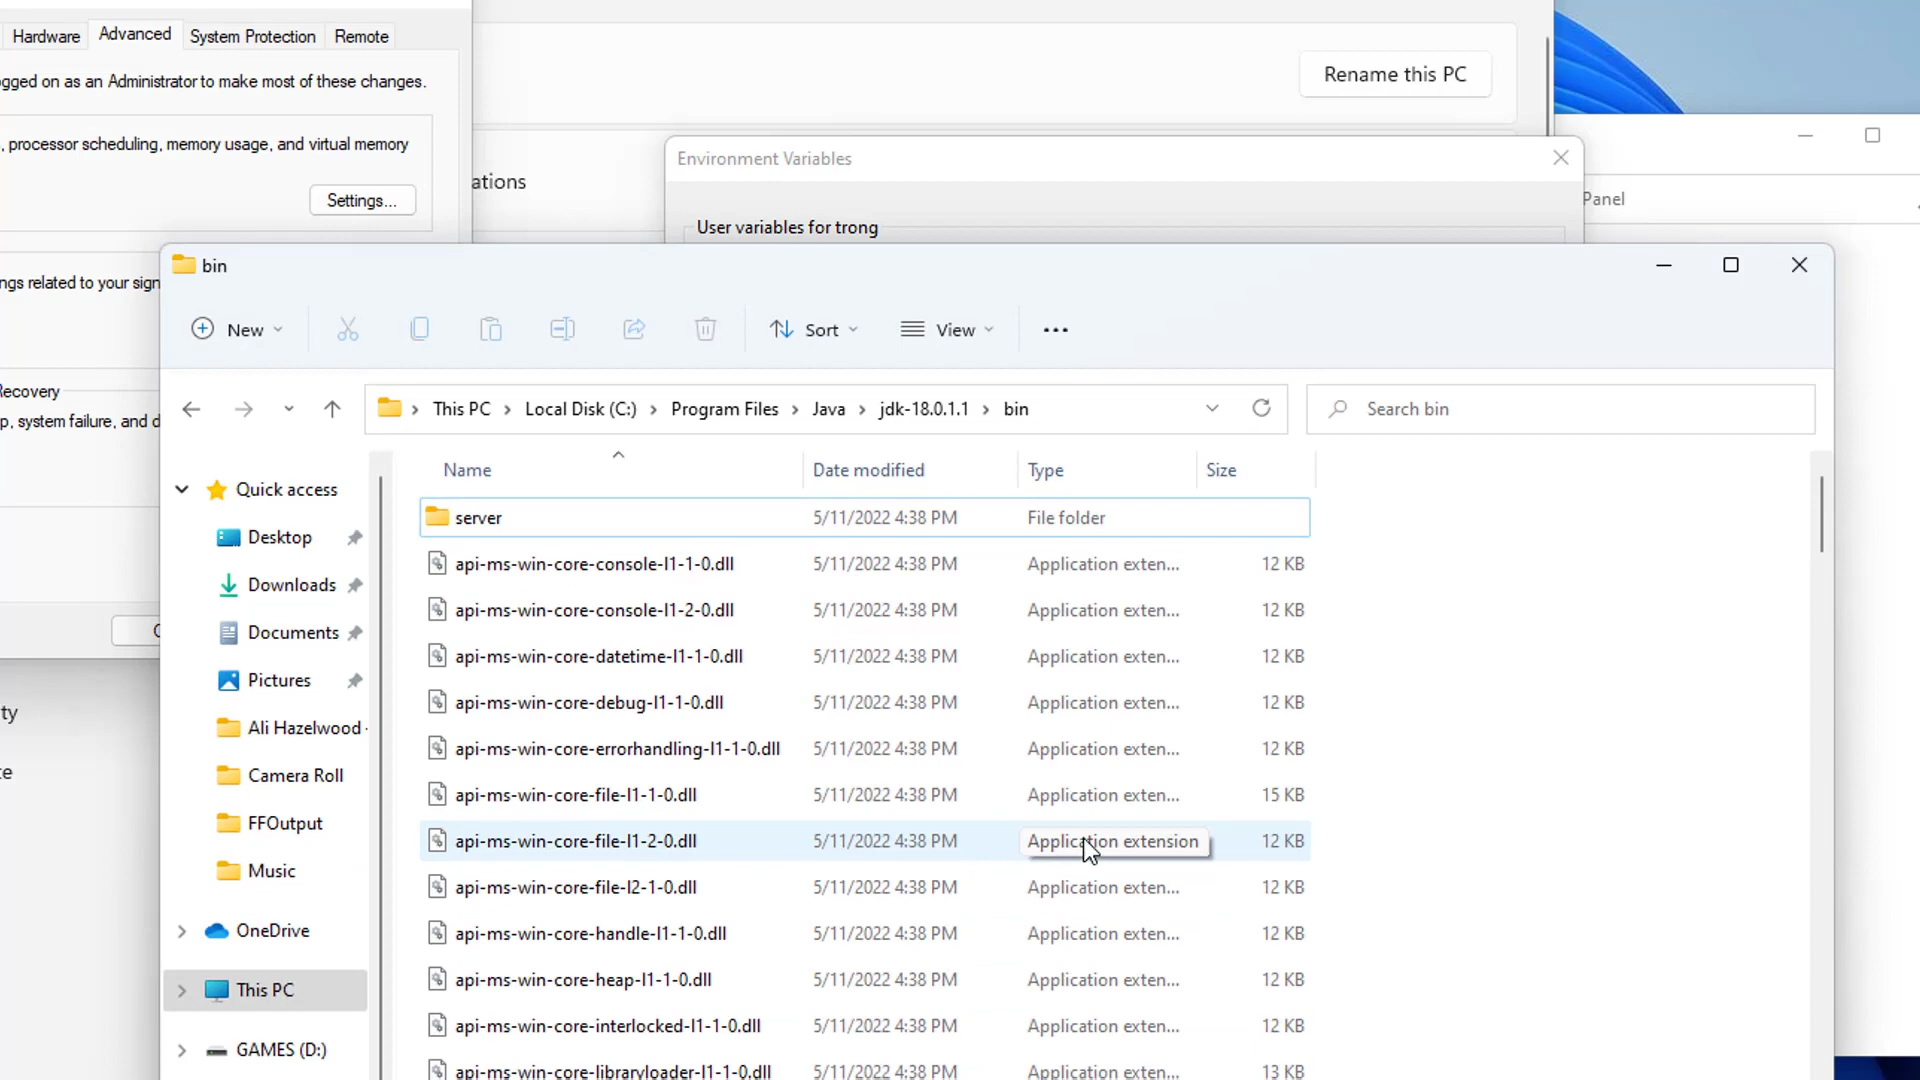 Hardware Advanced System Protection Remote
ogged on as an Administrator to make most of these changes.
Rename this PC
, processor scheduling, memory usage, and virtual memory
Settings...
ations
Environment Variables
Panel
User variables for trong
ngs related to your sign
Recovery
p, system failure, and d
ty
te
bin
New Sort View
This PC > Local Disk (C:) > Program Files > Java > jdk-18.0.1.1 > bin
Search bin
Name Date modified Type Size
Quick access
Desktop
Downloads
Documents
Pictures
Ali Hazelwood -
Camera Roll
FFOutput
Music
OneDrive
This PC
GAMES (D:)
server 5/11/2022 4:38 PM File folder
api-ms-win-core-console-l1-1-0.dll 5/11/2022 4:38 PM Application exten... 12 KB
api-ms-win-core-console-l1-2-0.dll 5/11/2022 4:38 PM Application exten... 12 KB
api-ms-win-core-datetime-l1-1-0.dll 5/11/2022 4:38 PM Application exten... 12 KB
api-ms-win-core-debug-l1-1-0.dll 5/11/2022 4:38 PM Application exten... 12 KB
api-ms-win-core-errorhandling-l1-1-0.dll 5/11/2022 4:38 PM Application exten... 12 KB
api-ms-win-core-file-l1-1-0.dll 5/11/2022 4:38 PM Application exten... 15 KB
api-ms-win-core-file-l1-2-0.dll 5/11/2022 4:38 PM Application extension 12 KB
api-ms-win-core-file-l2-1-0.dll 5/11/2022 4:38 PM Application exten... 12 KB
api-ms-win-core-handle-l1-1-0.dll 5/11/2022 4:38 PM Application exten... 12 KB
api-ms-win-core-heap-l1-1-0.dll 5/11/2022 4:38 PM Application exten... 12 KB
api-ms-win-core-interlocked-l1-1-0.dll 5/11/2022 4:38 PM Application exten... 12 KB
api-ms-win-core-libraryloader-l1-1-0.dll 5/11/2022 4:38 PM Application exten... 13 KB